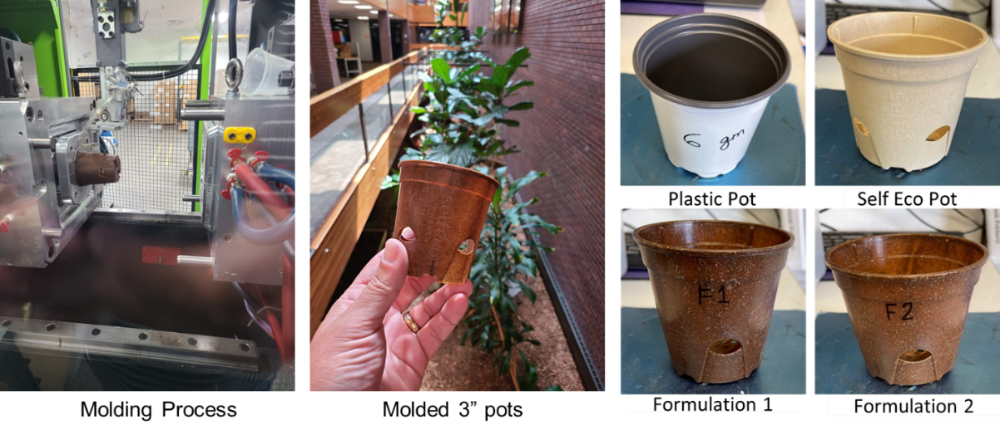 6 gm
Plastic Pot
Self Eco Pot
F1
F2
Molding Process
Molded 3” pots
Formulation 1
Formulation 2